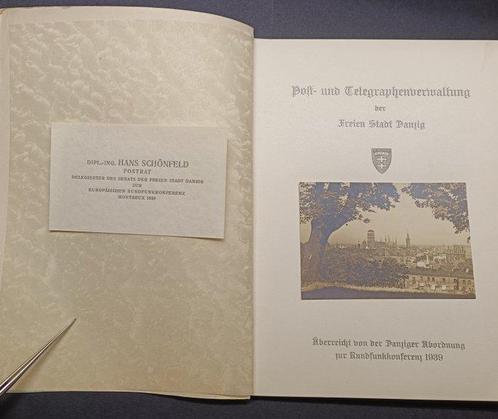 DIPL.-ING. HANS SCHÖNFELD
POSTRAT
DELEGIERTER DES SENATS DER FREIEN STADT DANZIG
ZUR
EUROPÄISCHEN RUNDFUNKKONFERENZ
MONTREUX 1939
Post- und Telegraphenverwaltung
der
Freien Stadt Danzig
Überreicht von der Danziger Abordnung
zur Rundfunkkonferenz 1939